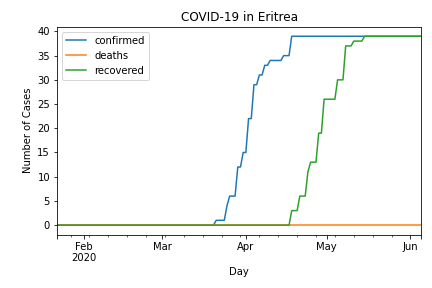 COVID-19 in Eritrea
confirmed
deaths
recovered
Number of Cases
40
35
30
25
20
15
10
5
0
Feb Mar Apr May Jun
2020
Day